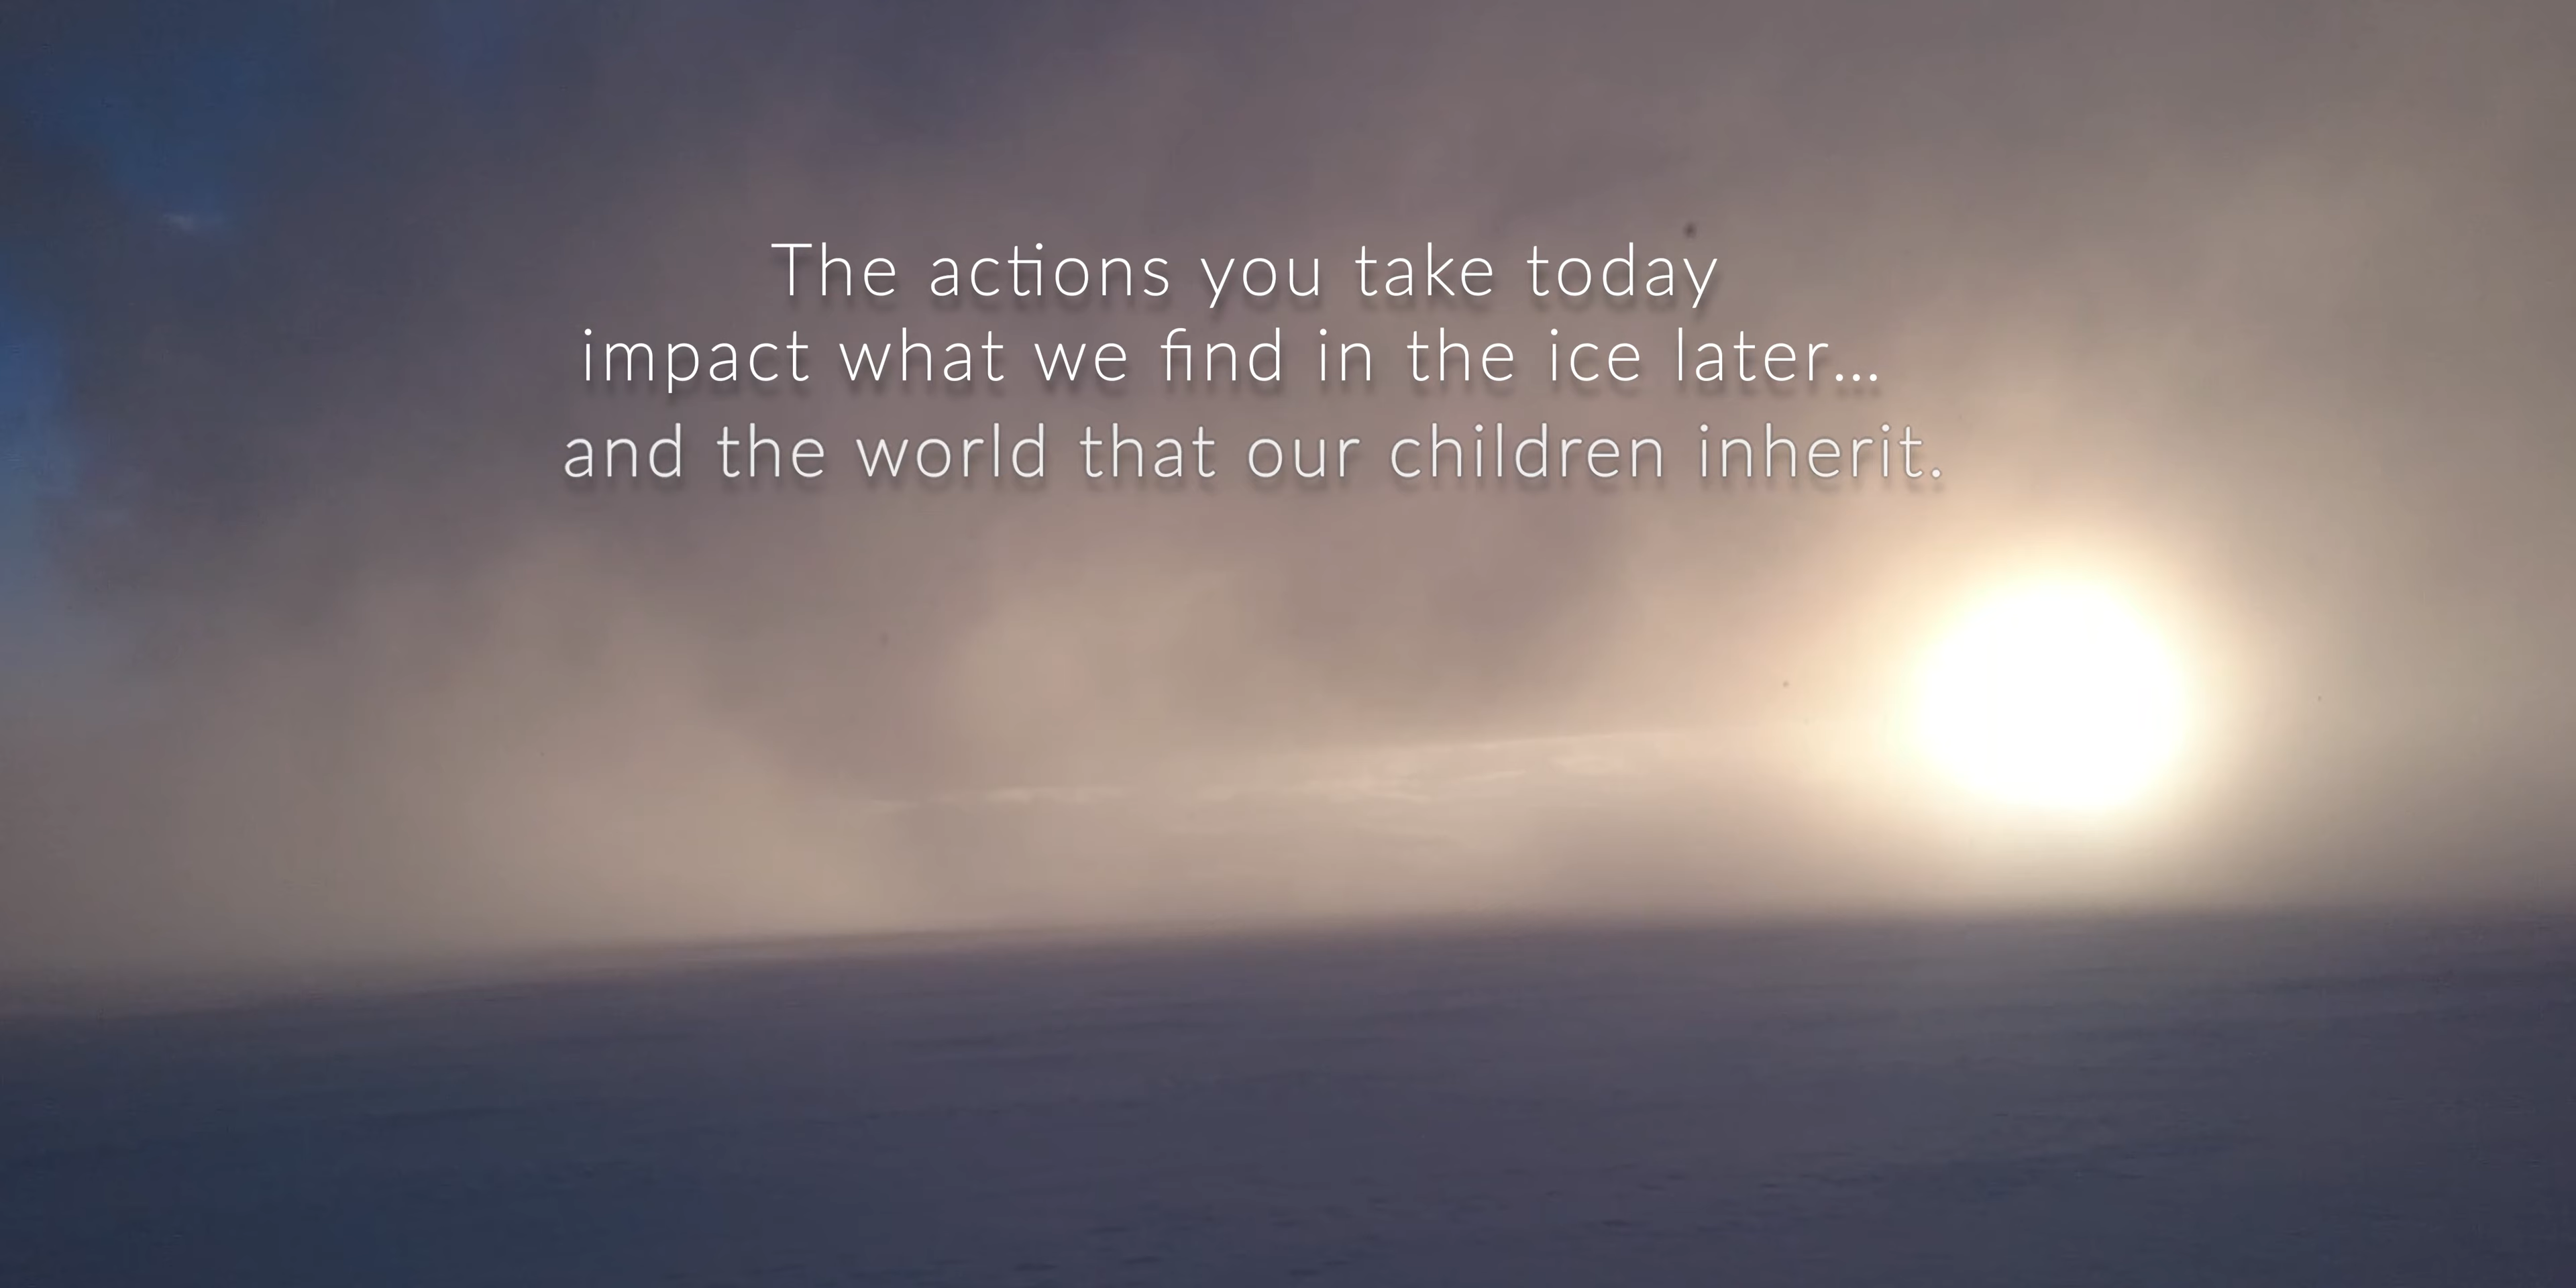 The actions you take today
impact what we find in the ice later...
and the world that our children inherit.